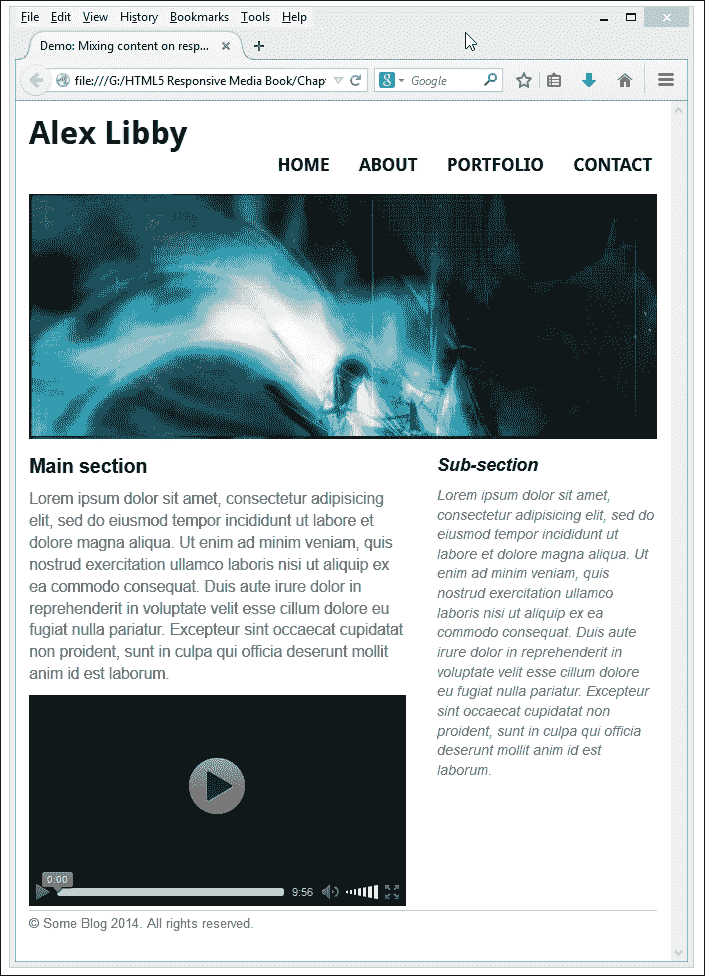 File Edit View History Bookmarks Tools Help
Demo: Mixing content on resp...
file:///G:/HTML5 Responsive Media Book/Chapt
8 Google
Alex Libby
HOME ABOUT PORTFOLIO CONTACT
Main section
Lorem ipsum dolor sit amet, consectetur adipisicing
elit, sed do eiusmod tempor incididunt ut labore et
dolore magna aliqua. Ut enim ad minim veniam, quis
nostrud exercitation ullamco laboris nisi ut aliquip ex
ea commodo consequat. Duis aute irure dolor in
reprehenderit in voluptate velit esse cillum dolore eu
fugiat nulla pariatur. Excepteur sint occaecat cupidatat
non proident, sunt in culpa qui officia deserunt mollit
anim id est laborum.
0:00
9:56
Sub-section
Lorem ipsum dolor sit amet,
consectetur adipisicing elit, sed do
eiusmod tempor incididunt ut
labore et dolore magna aliqua. Ut
enim ad minim veniam, quis
nostrud exercitation ullamco
laboris nisi ut aliquip ex ea
commodo consequat. Duis aute
irure dolor in reprehenderit in
voluptate velit esse cillum dolore
eu fugiat nulla pariatur. Excepteur
sint occaecat cupidatat non
proident, sunt in culpa qui officia
deserunt mollit anim id est
laborum.
© Some Blog 2014. All rights reserved.